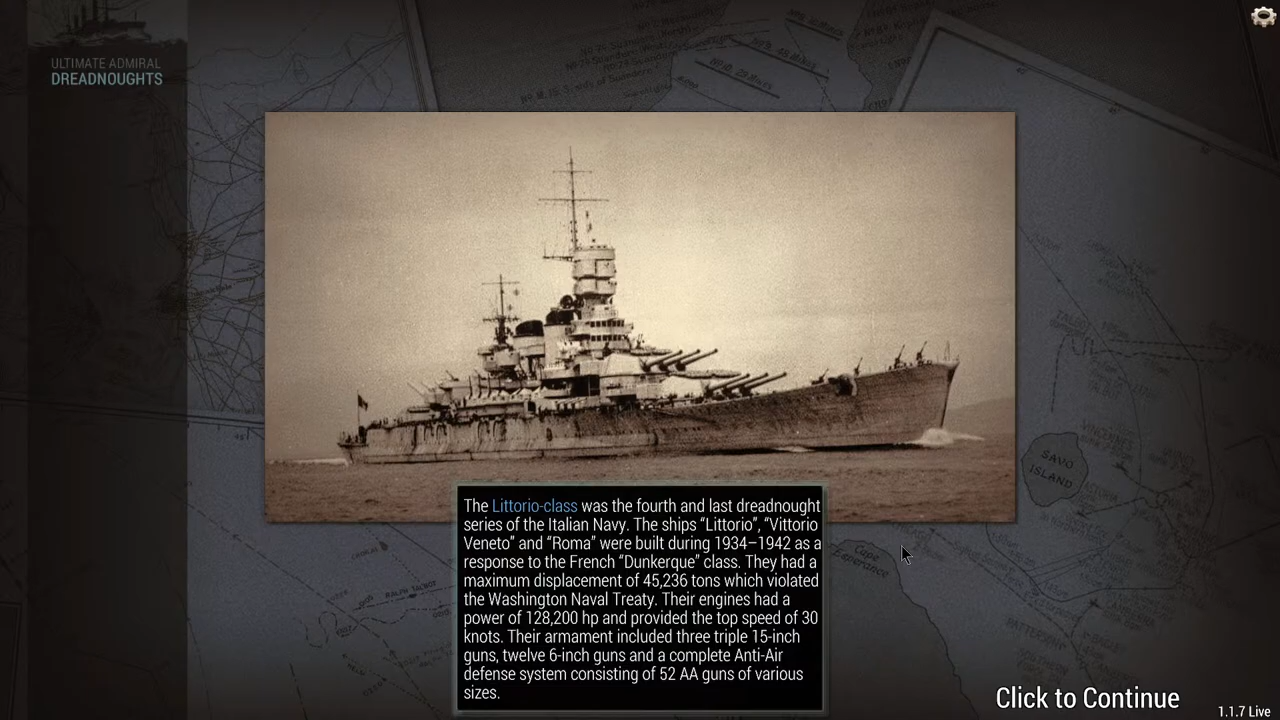 ULTIMATE ADMIRAL
DREADNOUGHTS
SAVO
ISLAND
Cape
Esperance
The Littorio-class was the fourth and last dreadnought
series of the Italian Navy. The ships “Littorio”, “Vittorio
Veneto” and “Roma” were built during 1934–1942 as a
response to the French “Dunkerque” class. They had a
maximum displacement of 45,236 tons which violated
the Washington Naval Treaty. Their engines had a
power of 128,200 hp and provided the top speed of 30
knots. Their armament included three triple 15-inch
guns, twelve 6-inch guns and a complete Anti-Air
defense system consisting of 52 AA guns of various
sizes.
Click to Continue
1.1.7 Live